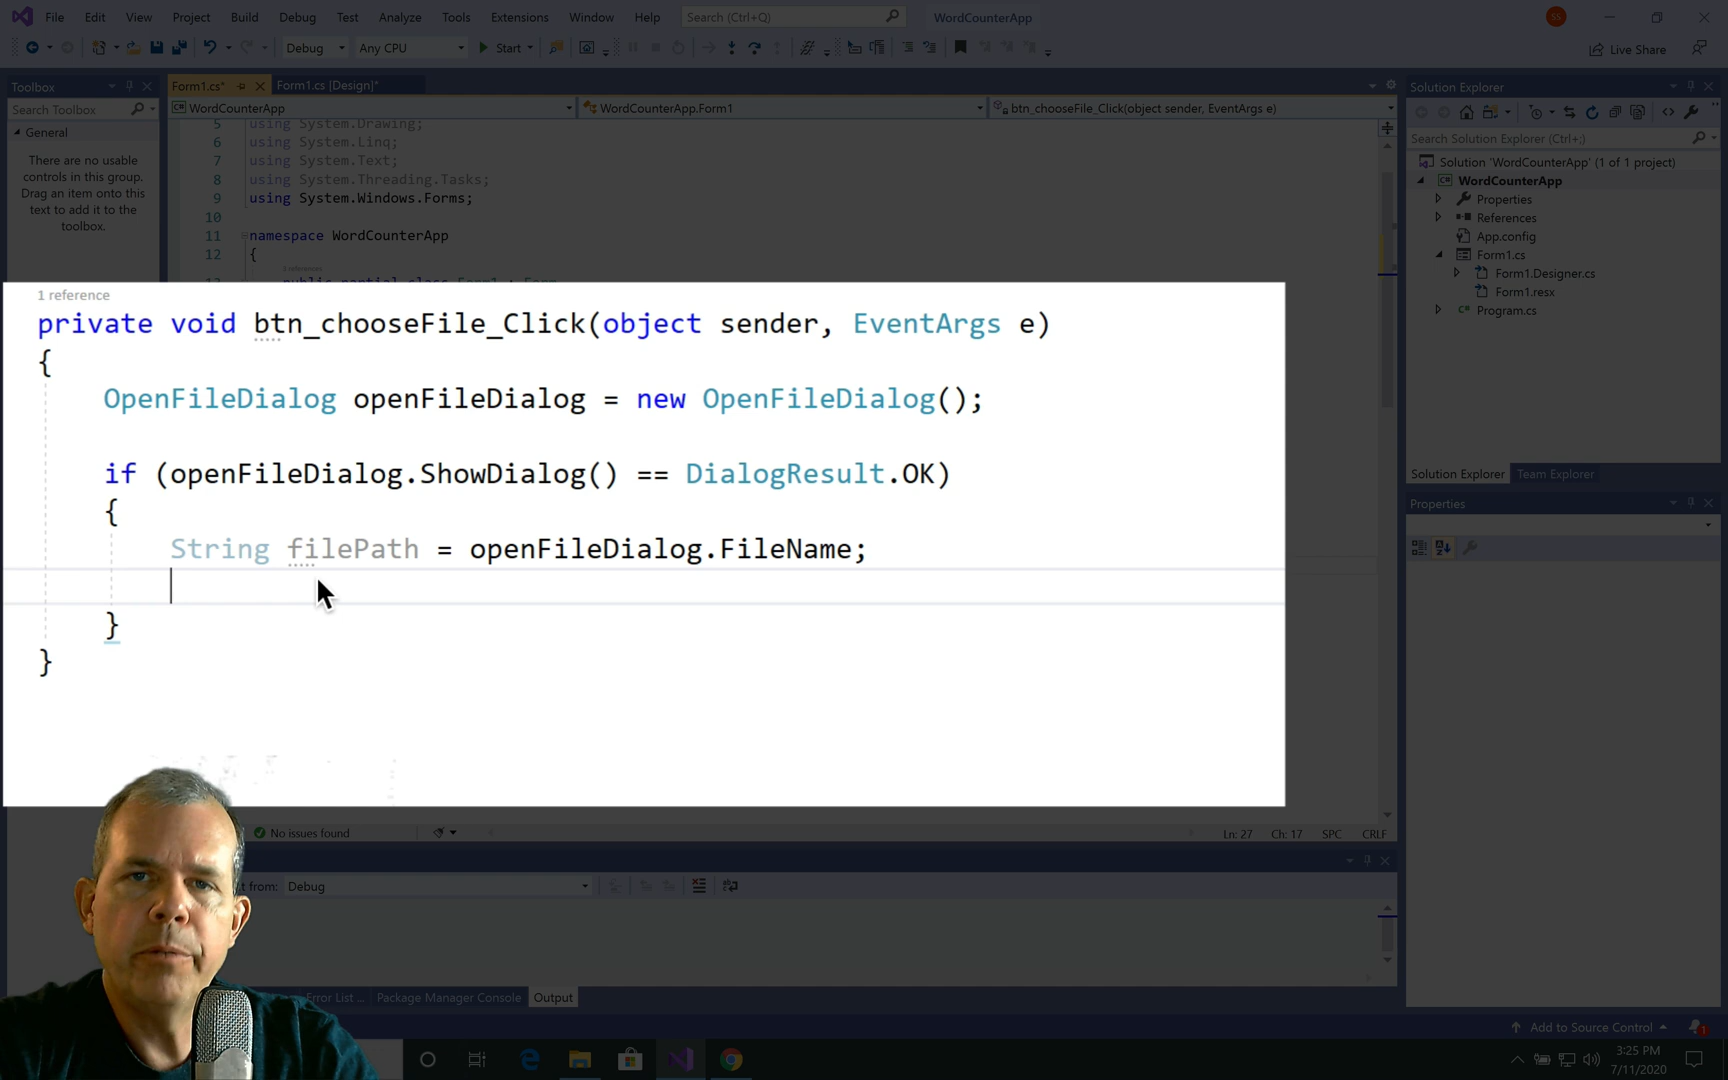 File Edit View Project Build Debug Test Analyze Tools Extensions Window Help Search (Ctrl+Q) WordCounterApp SS
Debug Any CPU Start Live Share
Toolbox
Search Toolbox
General
There are no usable
controls in this group.
Drag an item onto this
text to add it to the
toolbox.
Form1.cs* Form1.cs [Design]*
WordCounterApp WordCounterApp.Form1 btn_chooseFile_Click(object sender, EventArgs e)
5 using System.Drawing;
6 using System.Linq;
7 using System.Text;
8 using System.Threading.Tasks;
9 using System.Windows.Forms;
10
11 namespace WordCounterApp
12 {
1 reference
private void btn_chooseFile_Click(object sender, EventArgs e)
{
OpenFileDialog openFileDialog = new OpenFileDialog();
if (openFileDialog.ShowDialog() == DialogResult.OK)
{
String filePath = openFileDialog.FileName;
}
}
No issues found Ln: 27 Ch: 17 SPC CRLF
from: Debug
Error List ... Package Manager Console Output
Solution Explorer
Search Solution Explorer (Ctrl+;)
Solution 'WordCounterApp' (1 of 1 project)
WordCounterApp
Properties
References
App.config
Form1.cs
Form1.Designer.cs
Form1.resx
Program.cs
Solution Explorer Team Explorer
Properties
Add to Source Control 1
3:25 PM
7/11/2020